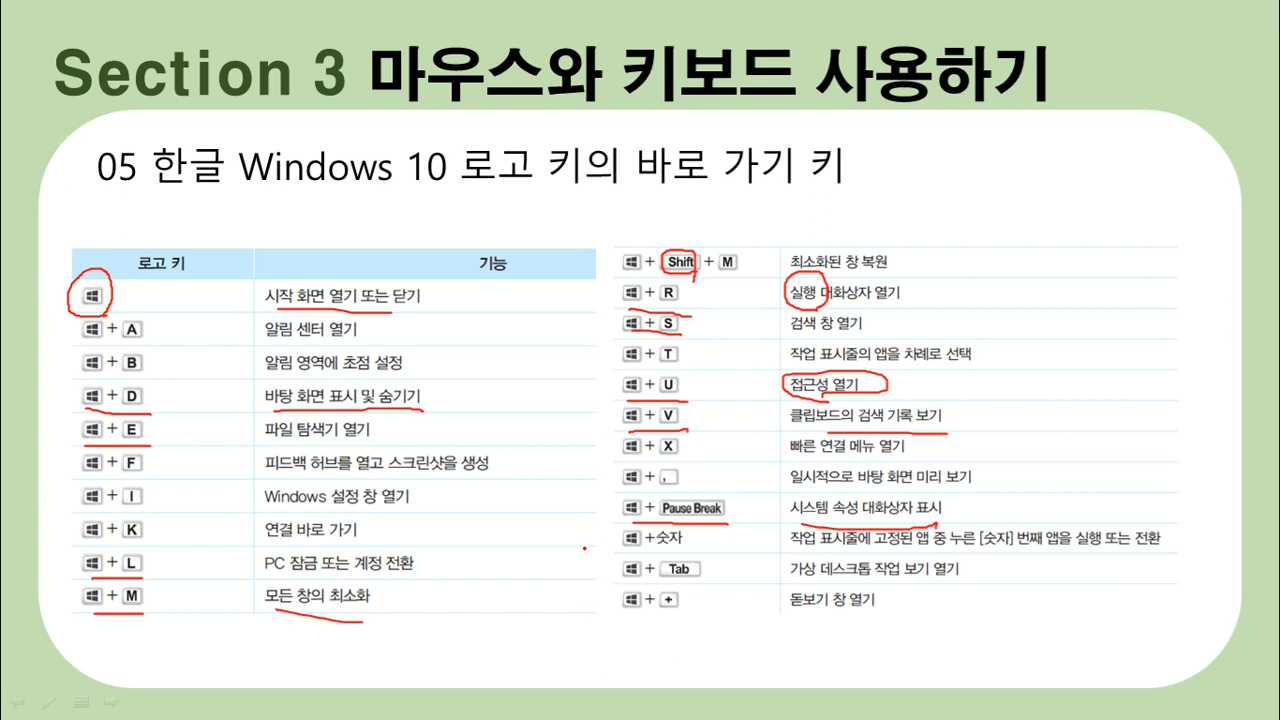 Section 3 마우스와 키보드 사용하기
05 한글 Windows 10 로고 키의 바로 가기 키
로고 키 기능
시작 화면 열기 또는 닫기
+ A 알림 센터 열기
+ B 알림 영역에 초점 설정
+ D 바탕 화면 표시 및 숨기기
+ E 파일 탐색기 열기
+ F 피드백 허브를 열고 스크린샷을 생성
+ I Windows 설정 창 열기
+ K 연결 바로 가기
+ L PC 잠금 또는 계정 전환
+ M 모든 창의 최소화
+ Shift + M 최소화된 창 복원
+ R 실행 대화상자 열기
+ S 검색 창 열기
+ T 작업 표시줄의 앱을 차례로 선택
+ U 접근성 열기
+ V 클립보드의 검색 기록 보기
+ X 빠른 연결 메뉴 열기
+ , 일시적으로 바탕 화면 미리 보기
+ Pause Break 시스템 속성 대화상자 표시
+숫자 작업 표시줄에 고정된 앱 중 누른 [숫자] 번째 앱을 실행 또는 전환
+ Tab 가상 데스크톱 작업 보기 열기
+ + 돋보기 창 열기